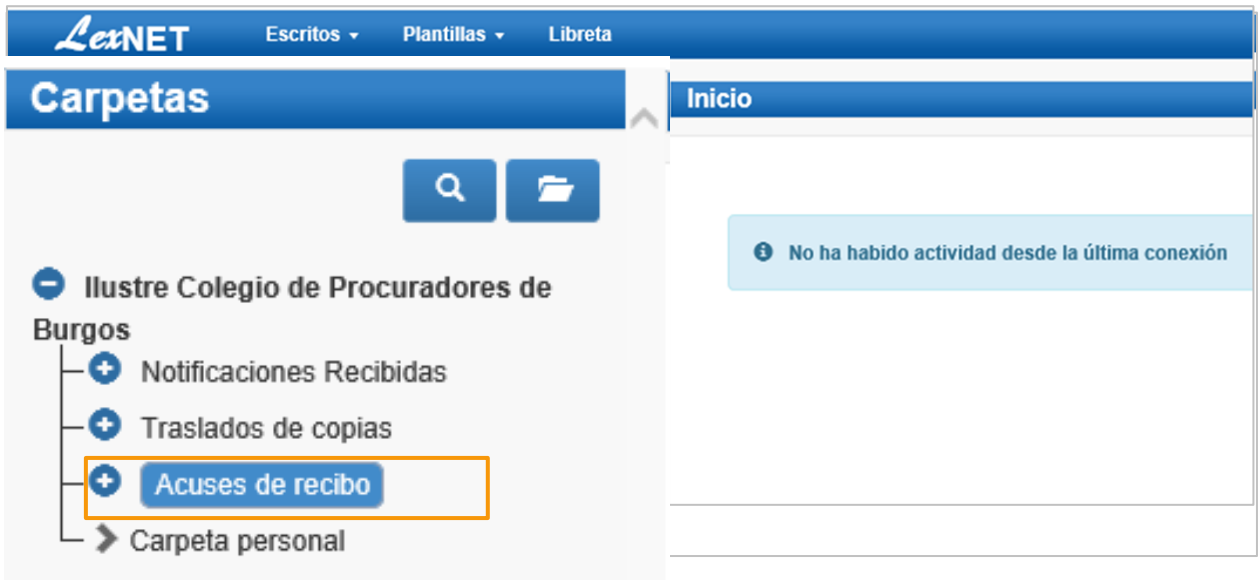 LexNET Escritos Plantillas Libreta
Carpetas
Inicio
No ha habido actividad desde la última conexión
Ilustre Colegio de Procuradores de
Burgos
Notificaciones Recibidas
Traslados de copias
Acuses de recibo
Carpeta personal